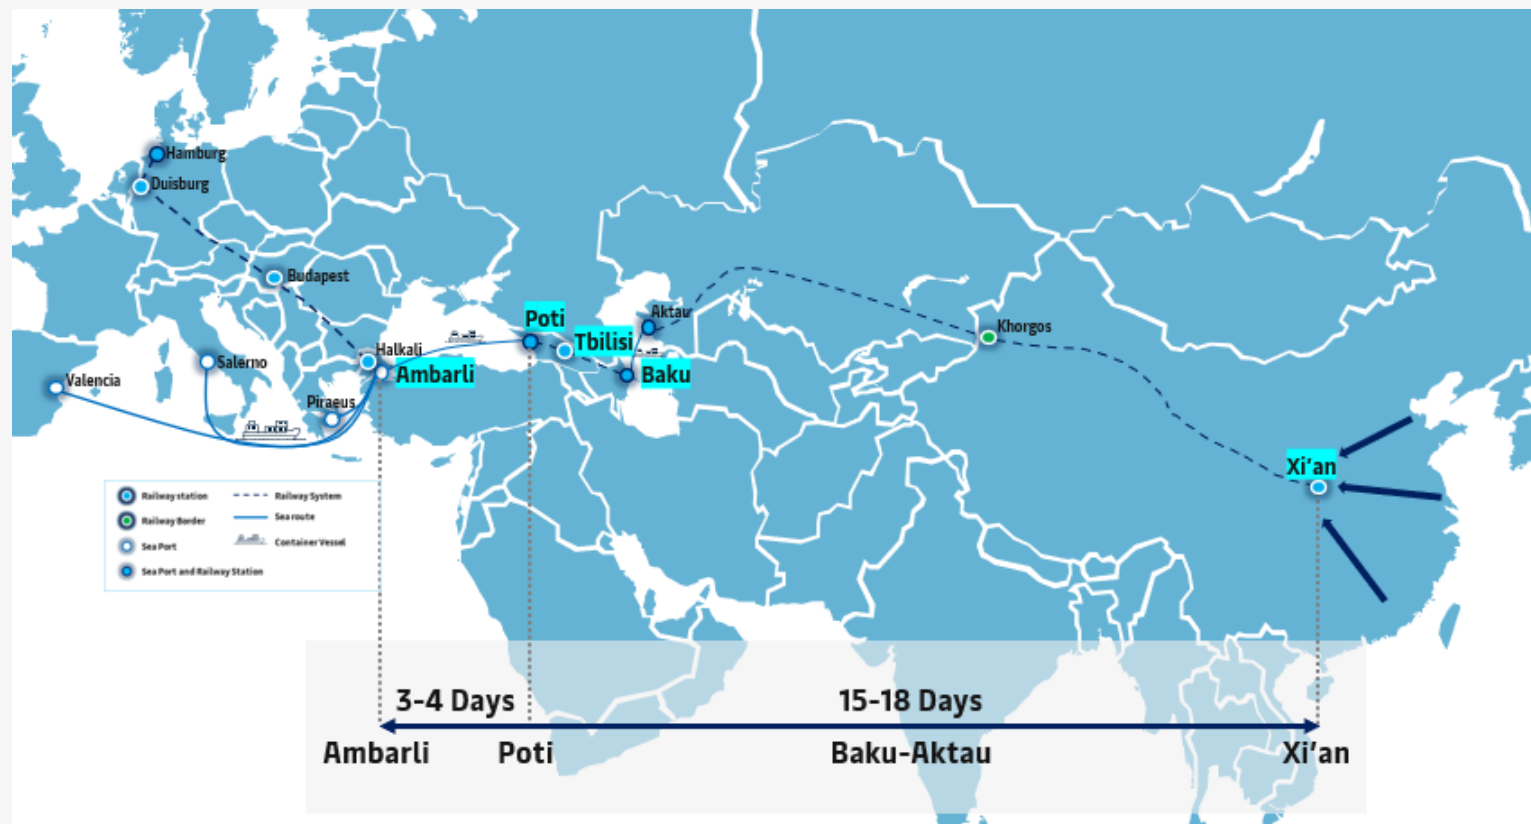 Hamburg
Duisburg
Budapest
Poti
Aktau
Khorgos
Tbilisi
Halkali
Salerno
Ambarli
Baku
Valencia
Piraeus
Xi'an
Railway station
Railway System
Railway Border
Sea route
Sea Port
Container Vessel
Sea Port and Railway Station
3-4 Days
15-18 Days
Ambarli
Poti
Baku-Aktau
Xi'an